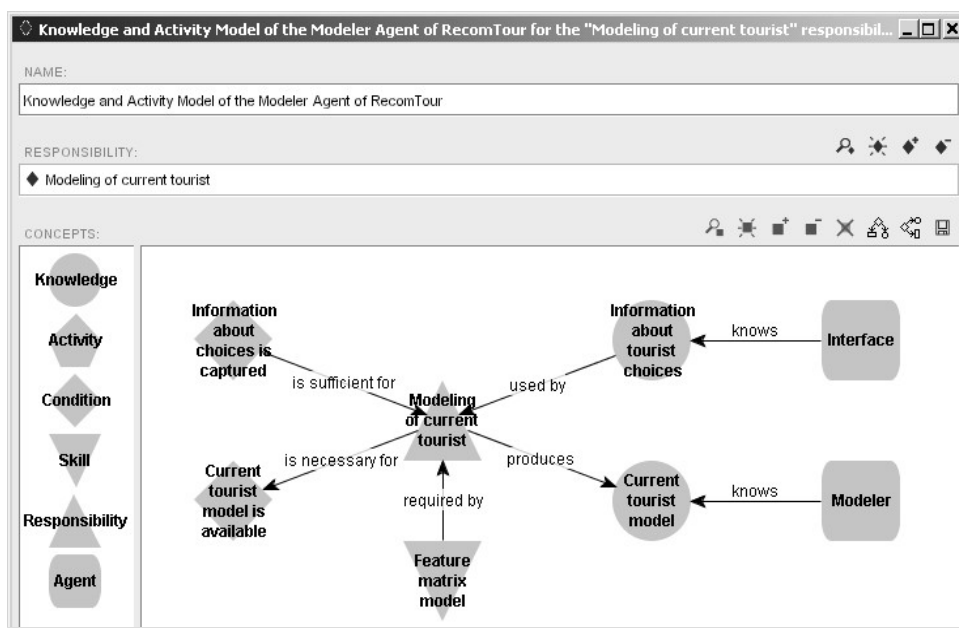 Knowledge and Activity Model of the Modeler Agent of RecomTour for the "Modeling of current tourist" responsibil...
NAME:
Knowledge and Activity Model of the Modeler Agent of RecomTour
RESPONSIBILITY:
Modeling of current tourist
CONCEPTS:
Knowledge
Activity
Condition
Skill
Responsibility
Agent
Information
about
choices is
captured
is sufficient for
Information
about
tourist
choices
knows
Interface
used by
Modeling
of current
tourist
is necessary for
produces
Current
tourist
model is
available
required by
Current
tourist
model
knows
Modeler
Feature
matrix
model